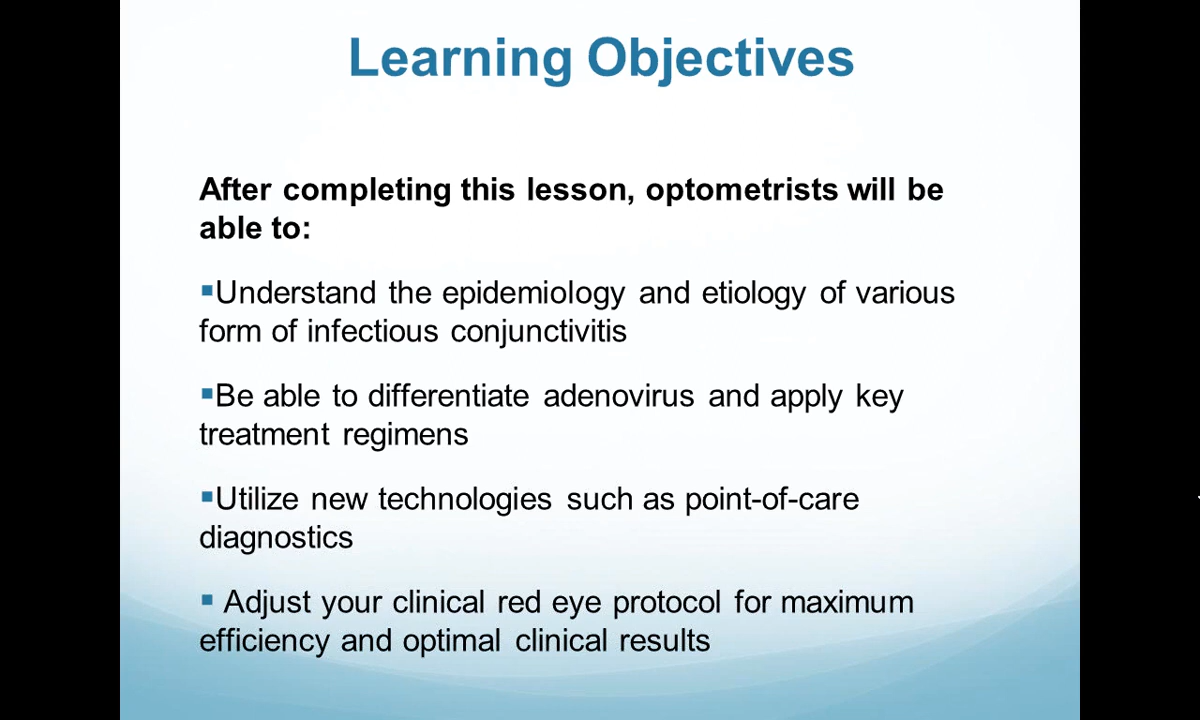 Learning Objectives
After completing this lesson, optometrists will be
able to:
▪Understand the epidemiology and etiology of various
form of infectious conjunctivitis
▪Be able to differentiate adenovirus and apply key
treatment regimens
▪Utilize new technologies such as point-of-care
diagnostics
▪ Adjust your clinical red eye protocol for maximum
efficiency and optimal clinical results